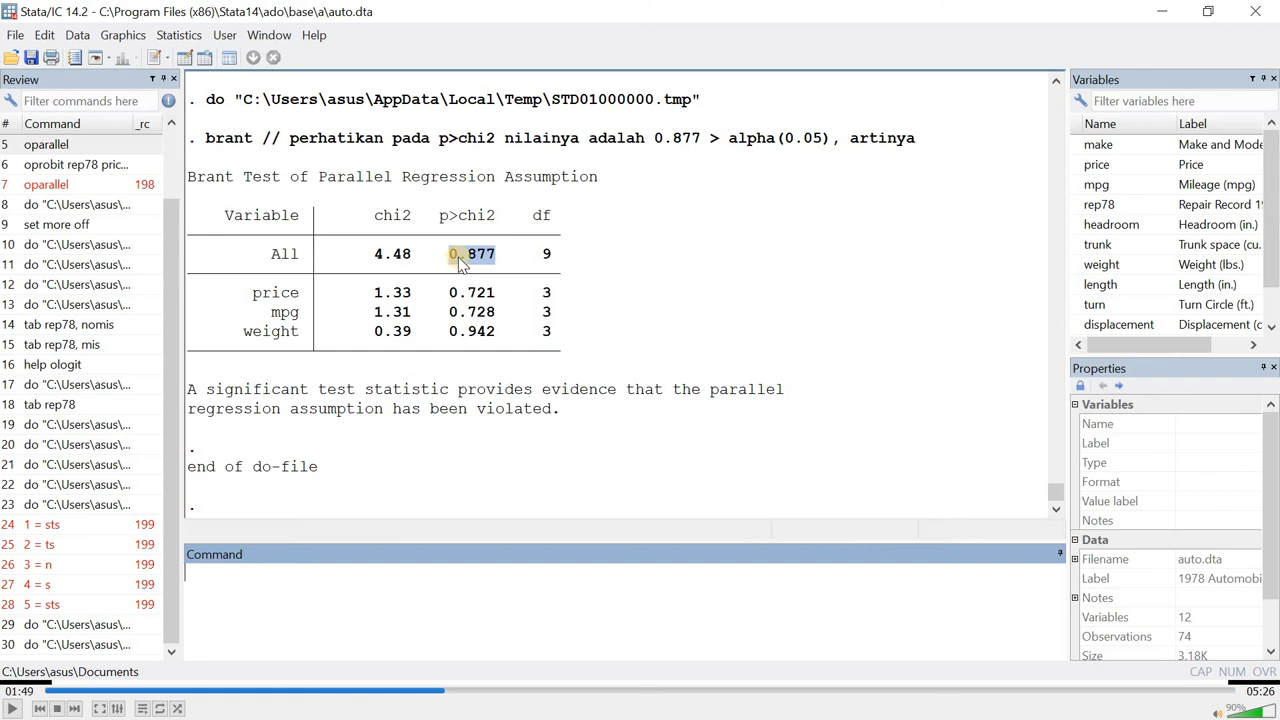 Stata/IC 14.2 - C:\Program Files (x86)\Stata14\ado\base\a\auto.dta
File Edit Data Graphics Statistics User Window Help
Review
Filter commands here
# Command _rc
5 oparallel
6 oprobit rep78 pric...
7 oparallel 198
8 do "C:\Users\asus\...
9 set more off
10 do "C:\Users\asus\...
11 do "C:\Users\asus\...
12 do "C:\Users\asus\...
13 do "C:\Users\asus\...
14 tab rep78, nomis
15 tab rep78, mis
16 help ologit
17 do "C:\Users\asus\...
18 tab rep78
19 do "C:\Users\asus\...
20 do "C:\Users\asus\...
21 do "C:\Users\asus\...
22 do "C:\Users\asus\...
23 do "C:\Users\asus\...
24 1 = sts 199
25 2 = ts 199
26 3 = n 199
27 4 = s 199
28 5 = sts 199
29 do "C:\Users\asus\...
30 do "C:\Users\asus\...
. do "C:\Users\asus\AppData\Local\Temp\STD01000000.tmp"
. brant // perhatikan pada p>chi2 nilainya adalah 0.877 > alpha(0.05), artinya
Brant Test of Parallel Regression Assumption
Variable chi2 p>chi2 df
All 4.48 0.877 9
price 1.33 0.721 3
mpg 1.31 0.728 3
weight 0.39 0.942 3
A significant test statistic provides evidence that the parallel
regression assumption has been violated.
.
end of do-file
.
Command
Variables
Filter variables here
Name Label
make Make and Mode
price Price
mpg Mileage (mpg)
rep78 Repair Record 1
headroom Headroom (in.)
trunk Trunk space (cu.
weight Weight (lbs.)
length Length (in.)
turn Turn Circle (ft.)
displacement Displacement (c
Properties
Variables
Name
Label
Type
Format
Value label
Notes
Data
Filename auto.dta
Label 1978 Automobi
Notes
Variables 12
Observations 74
Size 3.18K
C:\Users\asus\Documents
CAP NUM OVR
01:49 05:26
90%